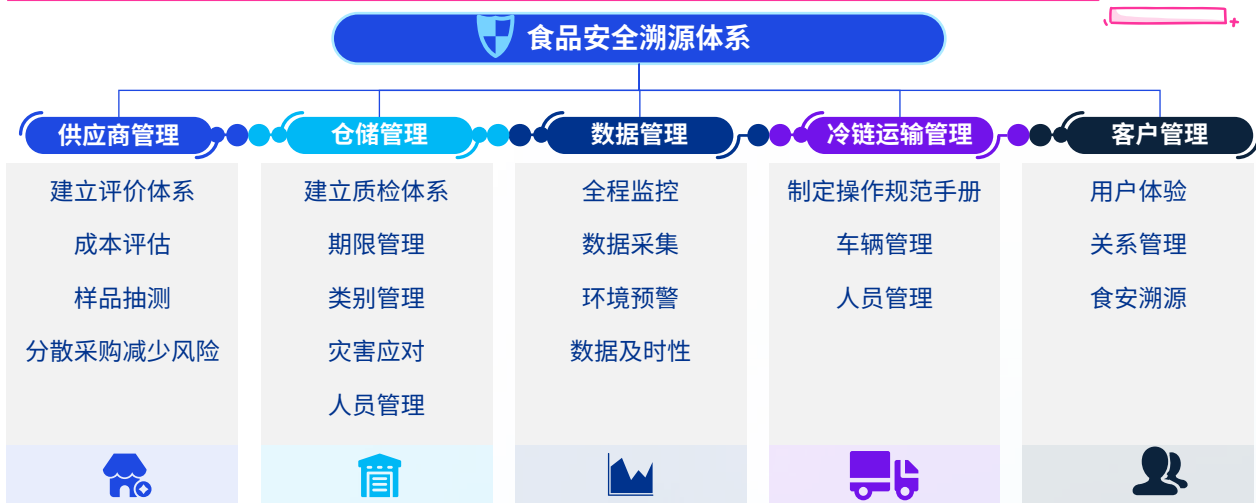 食品安全溯源体系
供应商管理
仓储管理
数据管理
冷链运输管理
客户管理
建立评价体系
成本评估
样品抽测
分散采购减少风险
建立质检体系
期限管理
类别管理
灾害应对
人员管理
全程监控
数据采集
环境预警
数据及时性
制定操作规范手册
车辆管理
人员管理
用户体验
关系管理
食安溯源